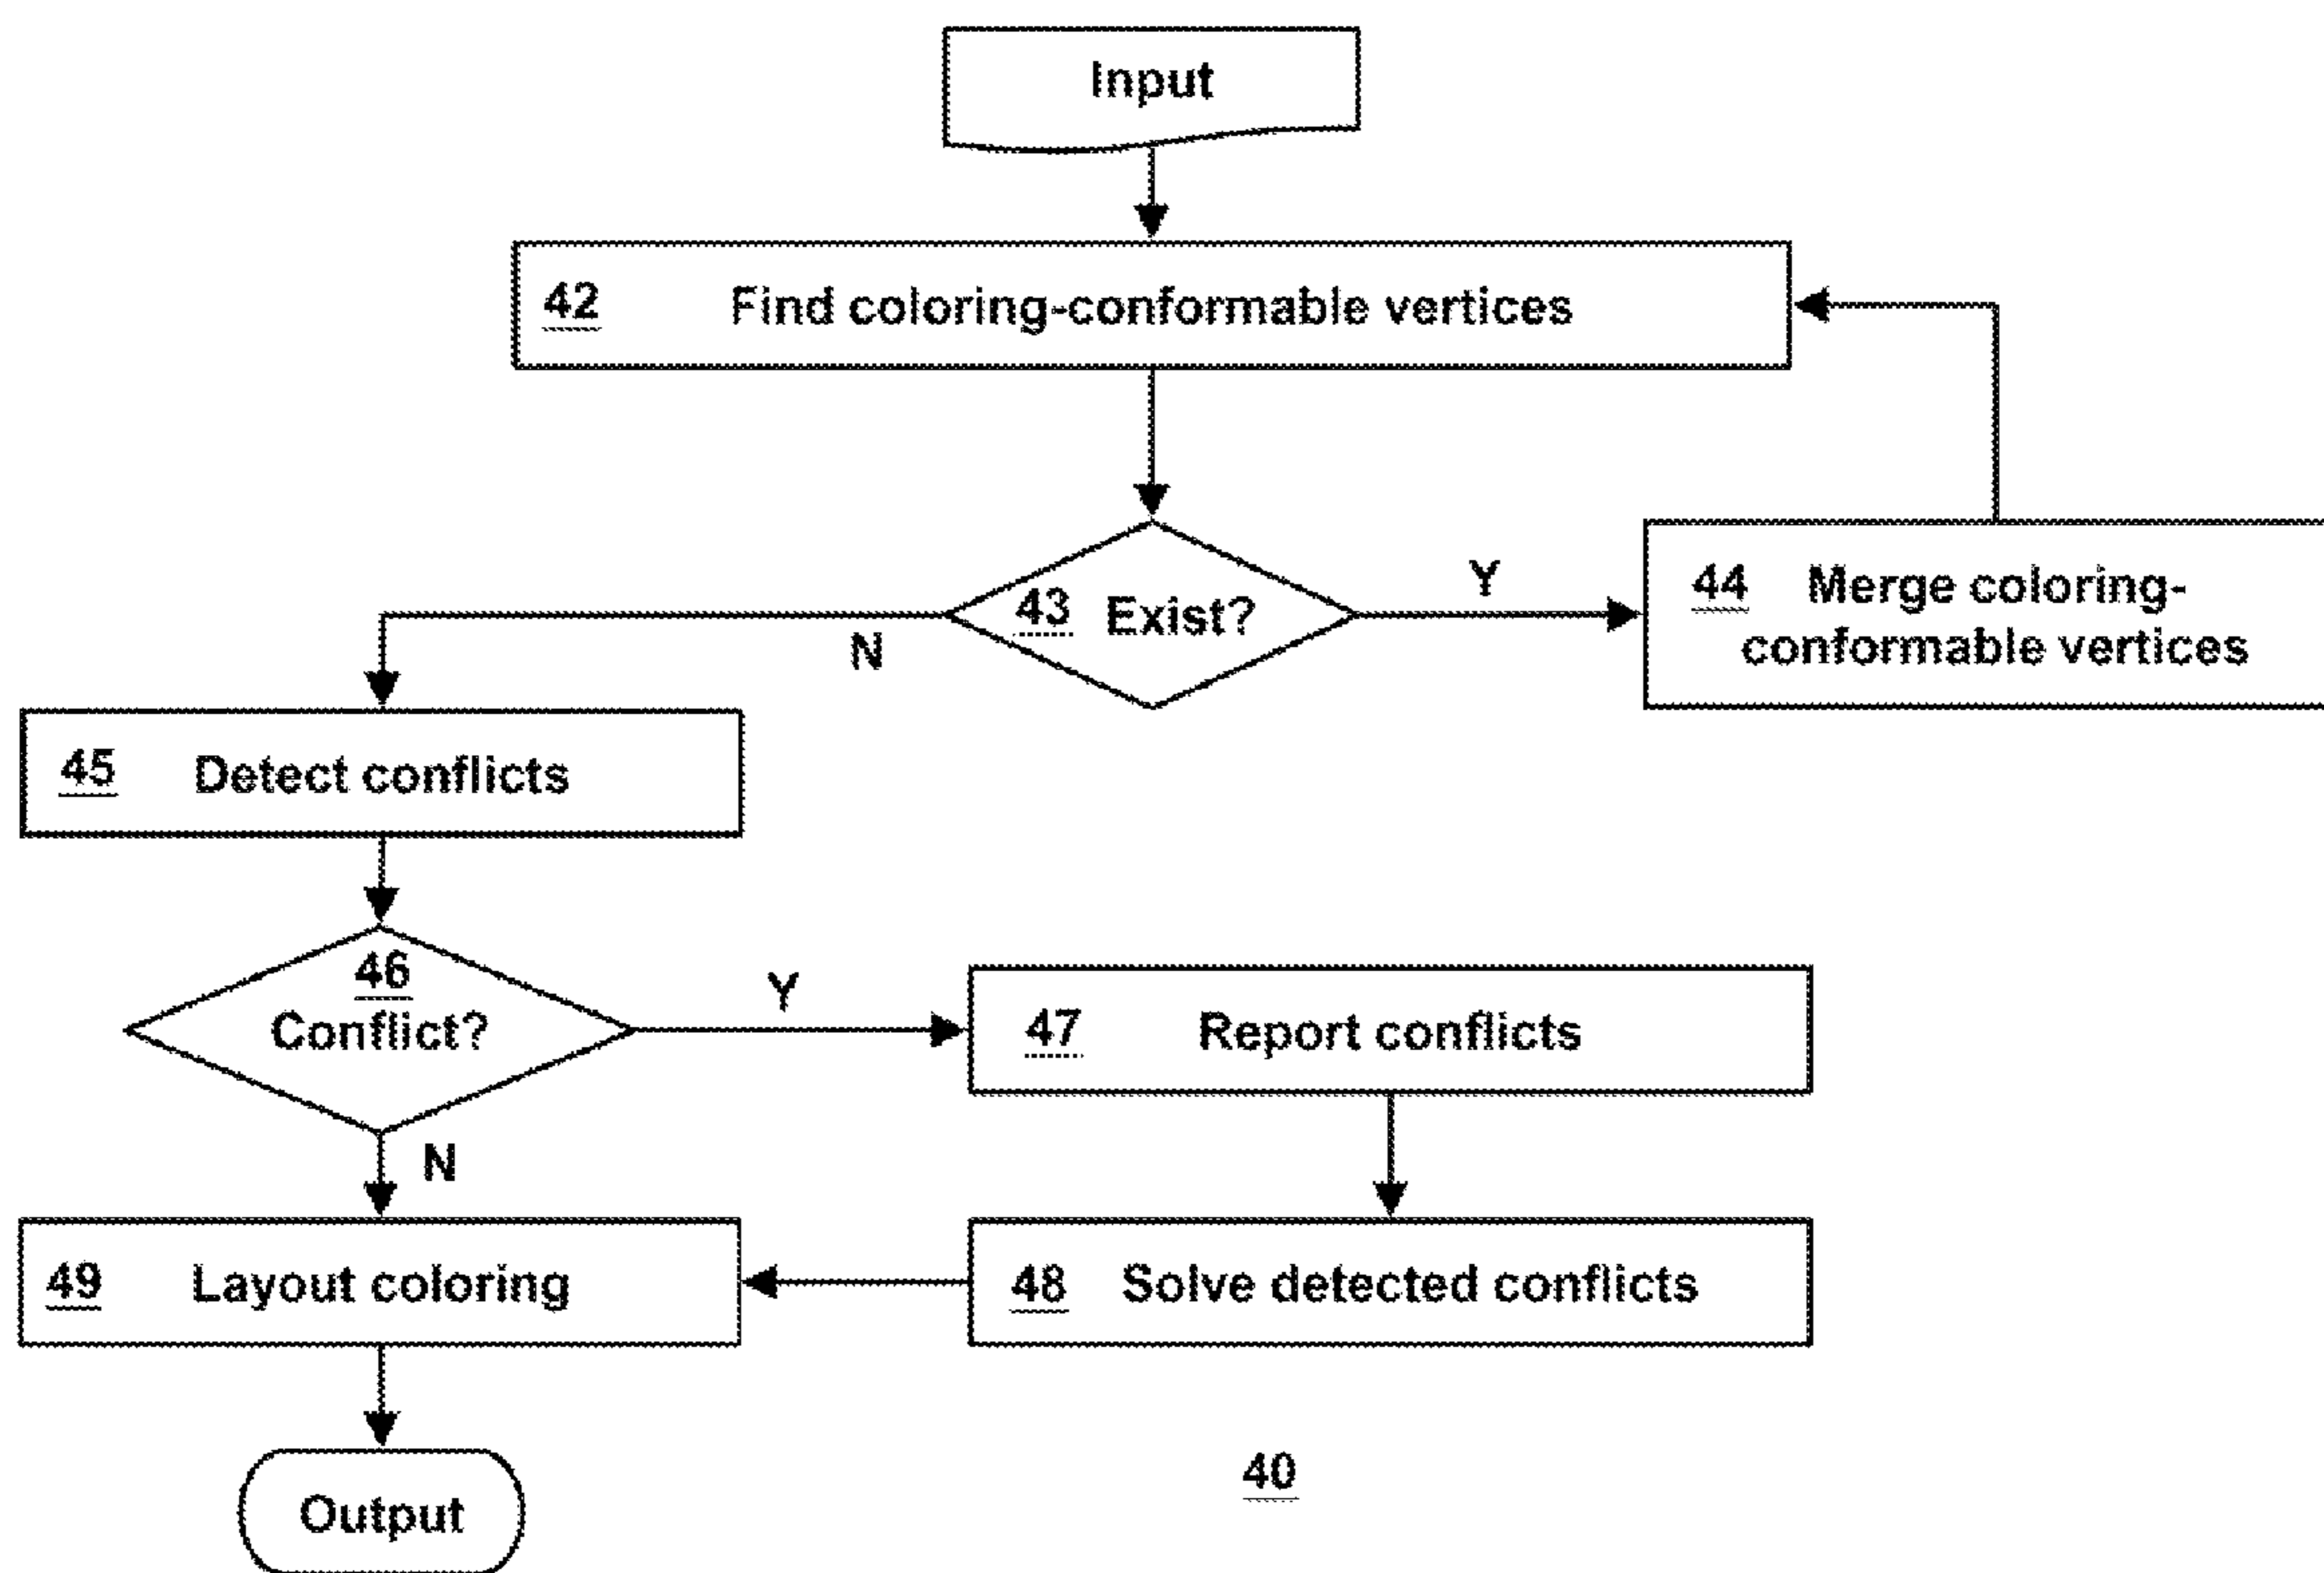 Input
42 Find coloring-conformable vertices
43 Exist?
Y
N
44 Merge coloring-
conformable vertices
45 Detect conflicts
46
Conflict?
Y
N
47 Report conflicts
48 Solve detected conflicts
49 Layout coloring
Output
40